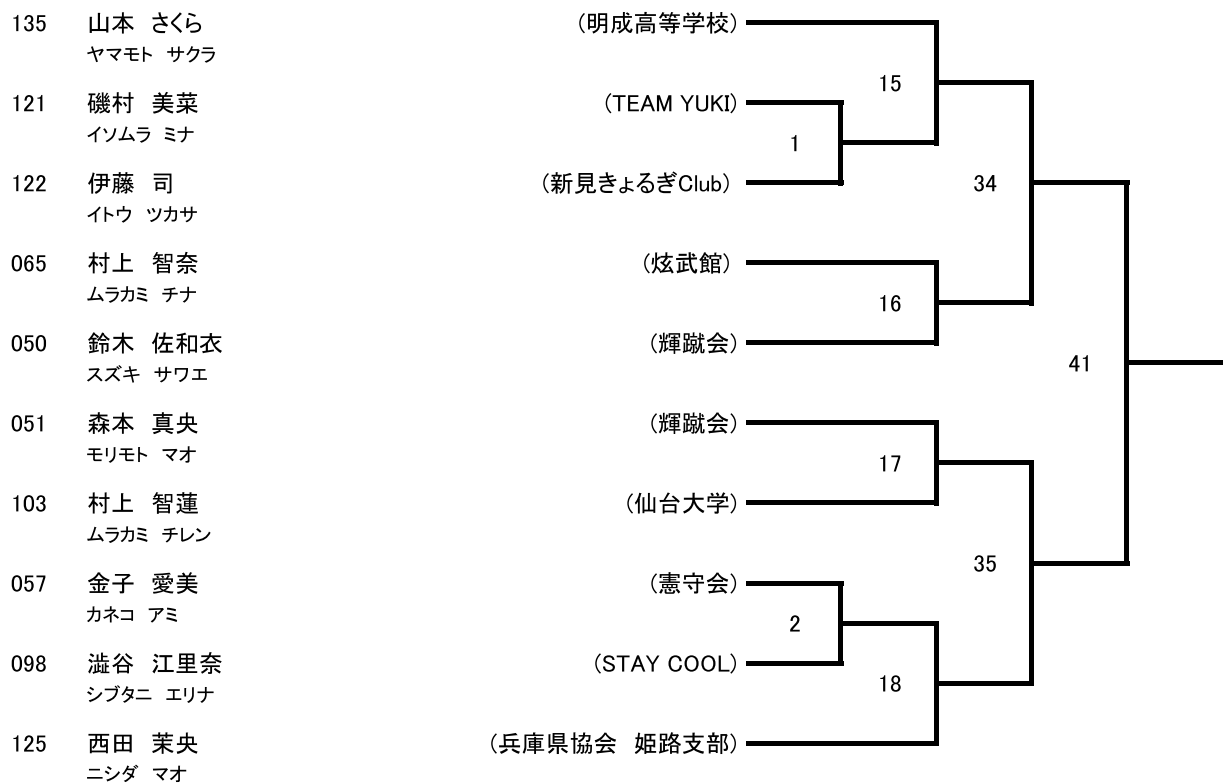 135 山本 さくら (明成高等学校)
ヤマモト サクラ
15
121 磯村 美菜 (TEAM YUKI)
イソムラ ミナ
1
122 伊藤 司 (新見きょるぎClub) 34
イトウ ツカサ
065 村上 智奈 (炫武館)
ムラカミ チナ
16
050 鈴木 佐和衣 (輝蹴会)
スズキ サワエ
41
051 森本 真央 (輝蹴会)
モリモト マオ
17
103 村上 智蓮 (仙台大学)
ムラカミ チレン
35
057 金子 愛美 (憲守会)
カネコ アミ
2
098 澁谷 江里奈 (STAY COOL)
シブタニ エリナ
18
125 西田 茉央 (兵庫県協会 姫路支部)
ニシダ マオ